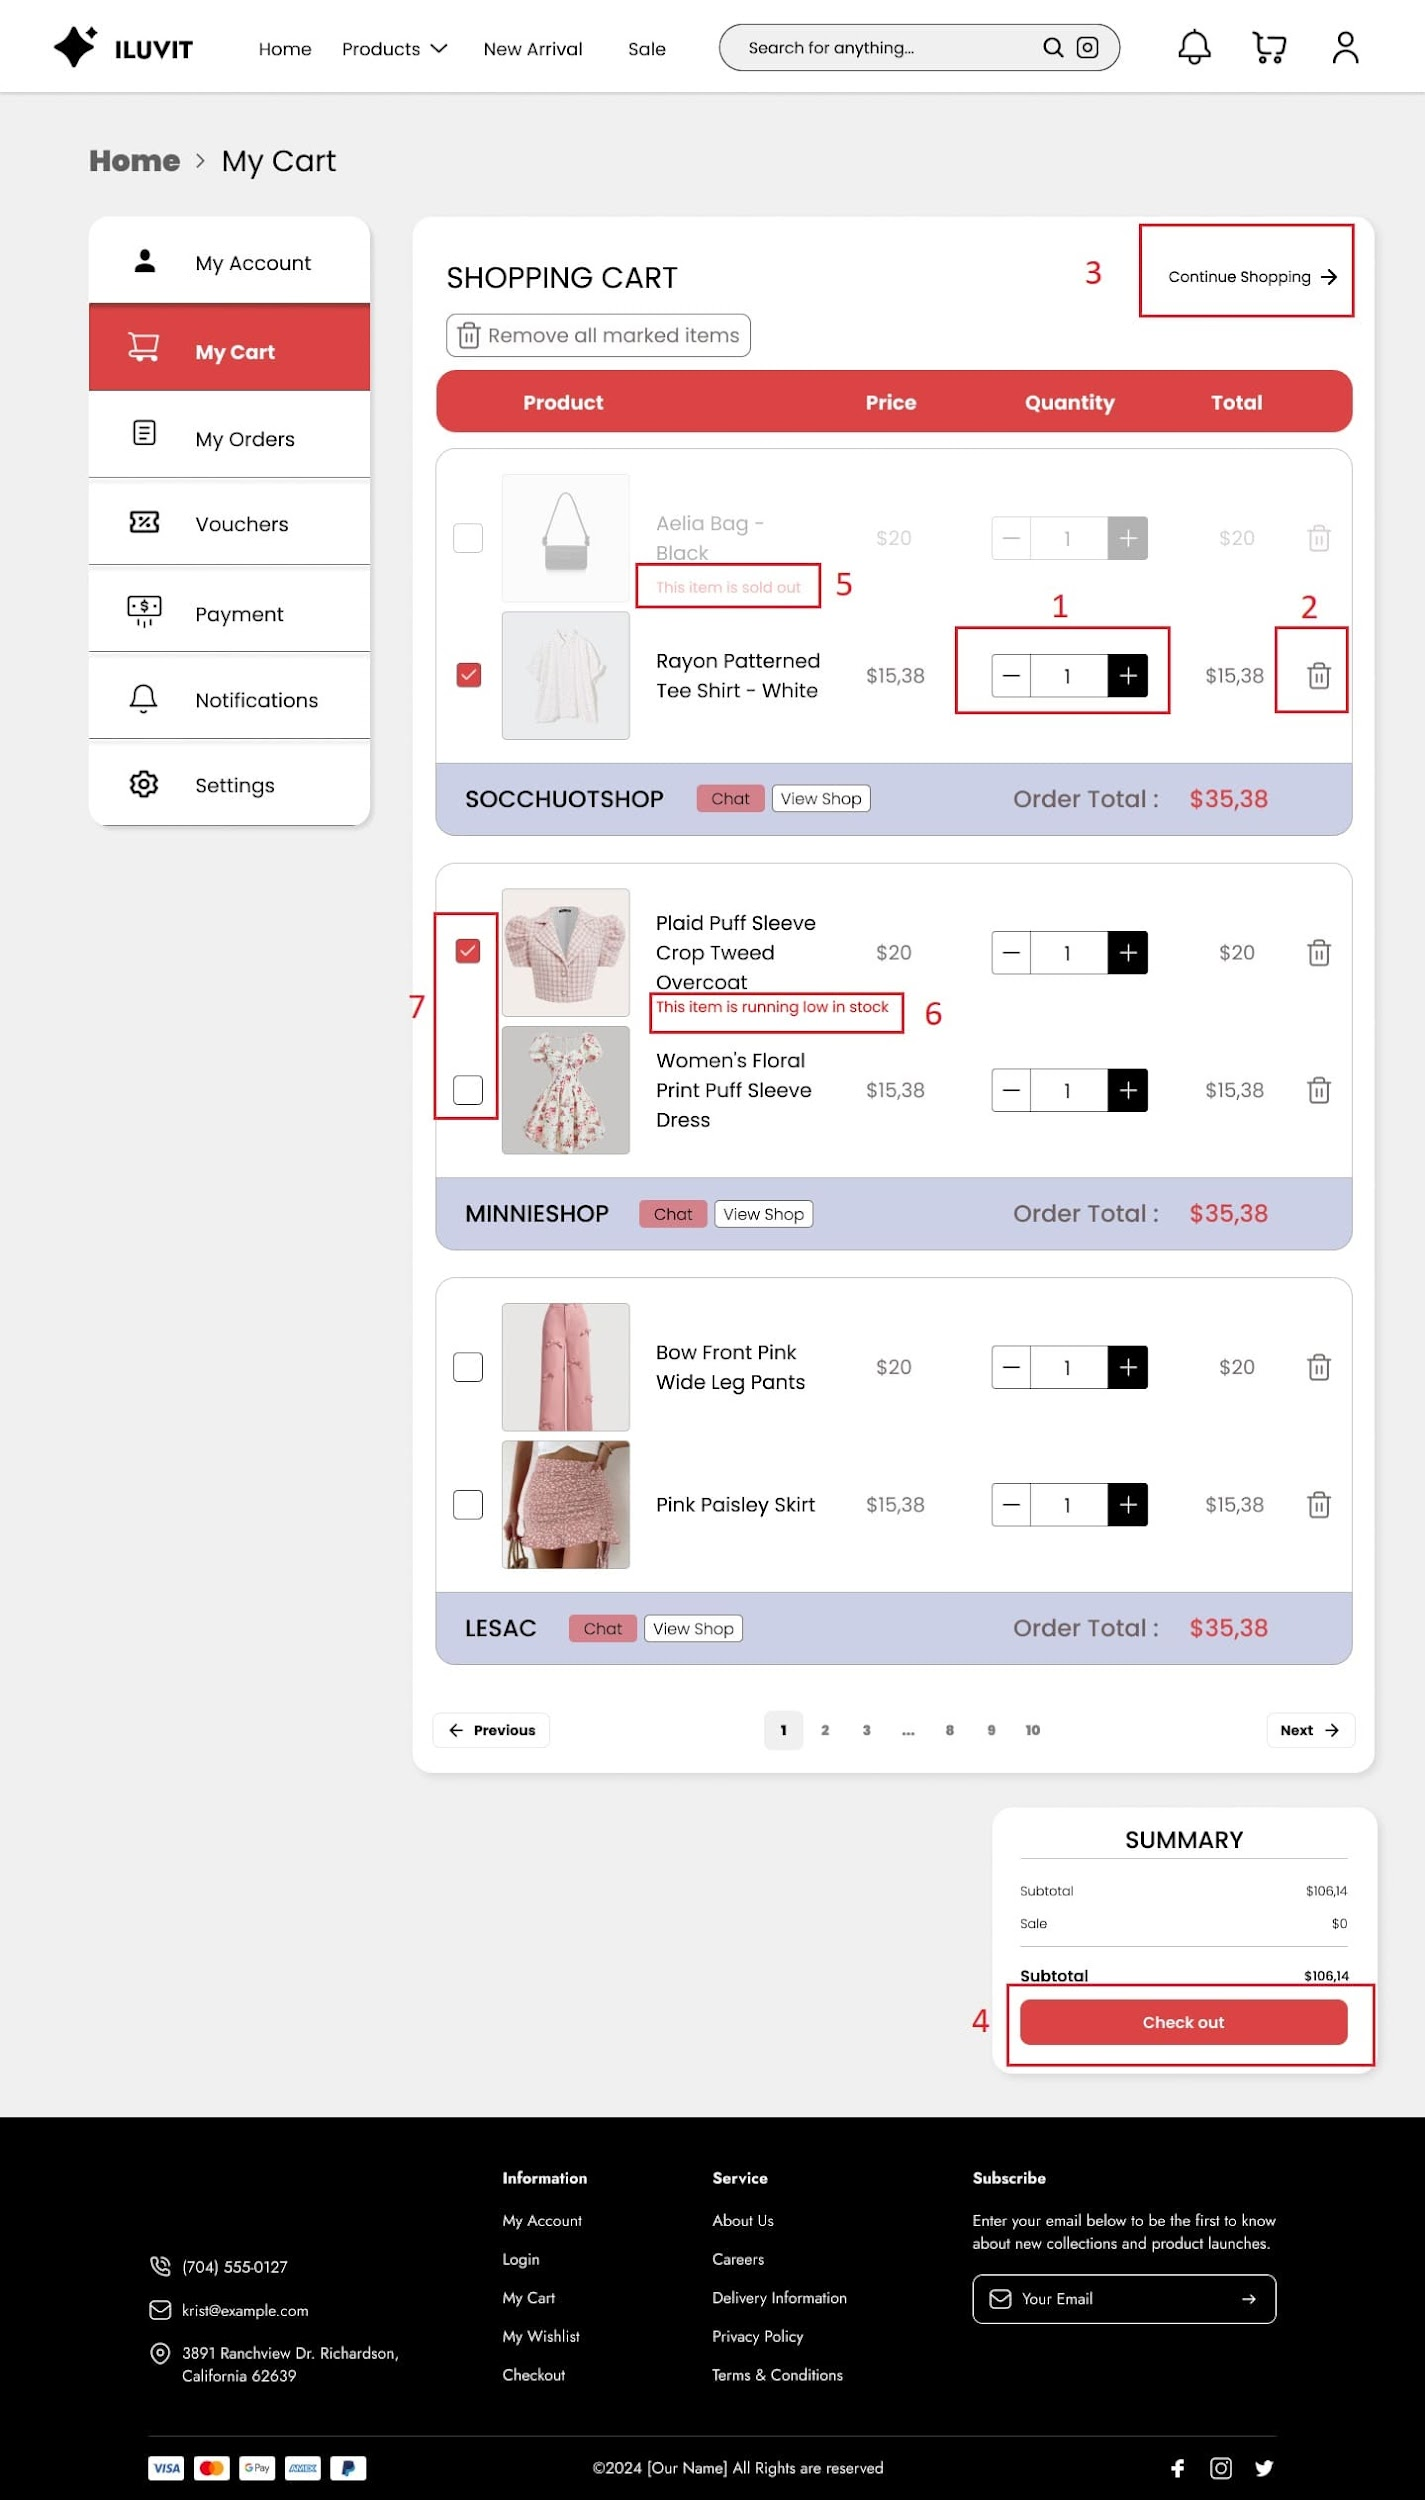 ILUVIT
Home
Products
New Arrival
Sale
Search for anything...
Home > My Cart
My Account
My Cart
My Orders
Vouchers
Payment
Notifications
Settings
SHOPPING CART
3
Continue Shopping →
Remove all marked items
Product Price Quantity Total
Aelia Bag -
Black
$20 — 1 + $20
This item is sold out
5
1
2
Rayon Patterned
Tee Shirt - White
$15,38 — 1 + $15,38
SOCCHUOTSHOP Chat View Shop Order Total : $35,38
7
Plaid Puff Sleeve
Crop Tweed
Overcoat
$20 — 1 + $20
This item is running low in stock
6
Women's Floral
Print Puff Sleeve
Dress
$15,38 — 1 + $15,38
MINNIESHOP Chat View Shop Order Total : $35,38
Bow Front Pink
Wide Leg Pants
$20 — 1 + $20
Pink Paisley Skirt $15,38 — 1 + $15,38
LESAC Chat View Shop Order Total : $35,38
← Previous 1 2 3 ... 8 9 10 Next →
SUMMARY
Subtotal $106,14
Sale $0
Subtotal $106,14
4
Check out
(704) 555-0127
krist@example.com
3891 Ranchview Dr. Richardson,
California 62639
Information
My Account
Login
My Cart
My Wishlist
Checkout
Service
About Us
Careers
Delivery Information
Privacy Policy
Terms & Conditions
Subscribe
Enter your email below to be the first to know
about new collections and product launches.
Your Email →
VISA
G Pay
AMEX
©2024 [Our Name] All Rights are reserved